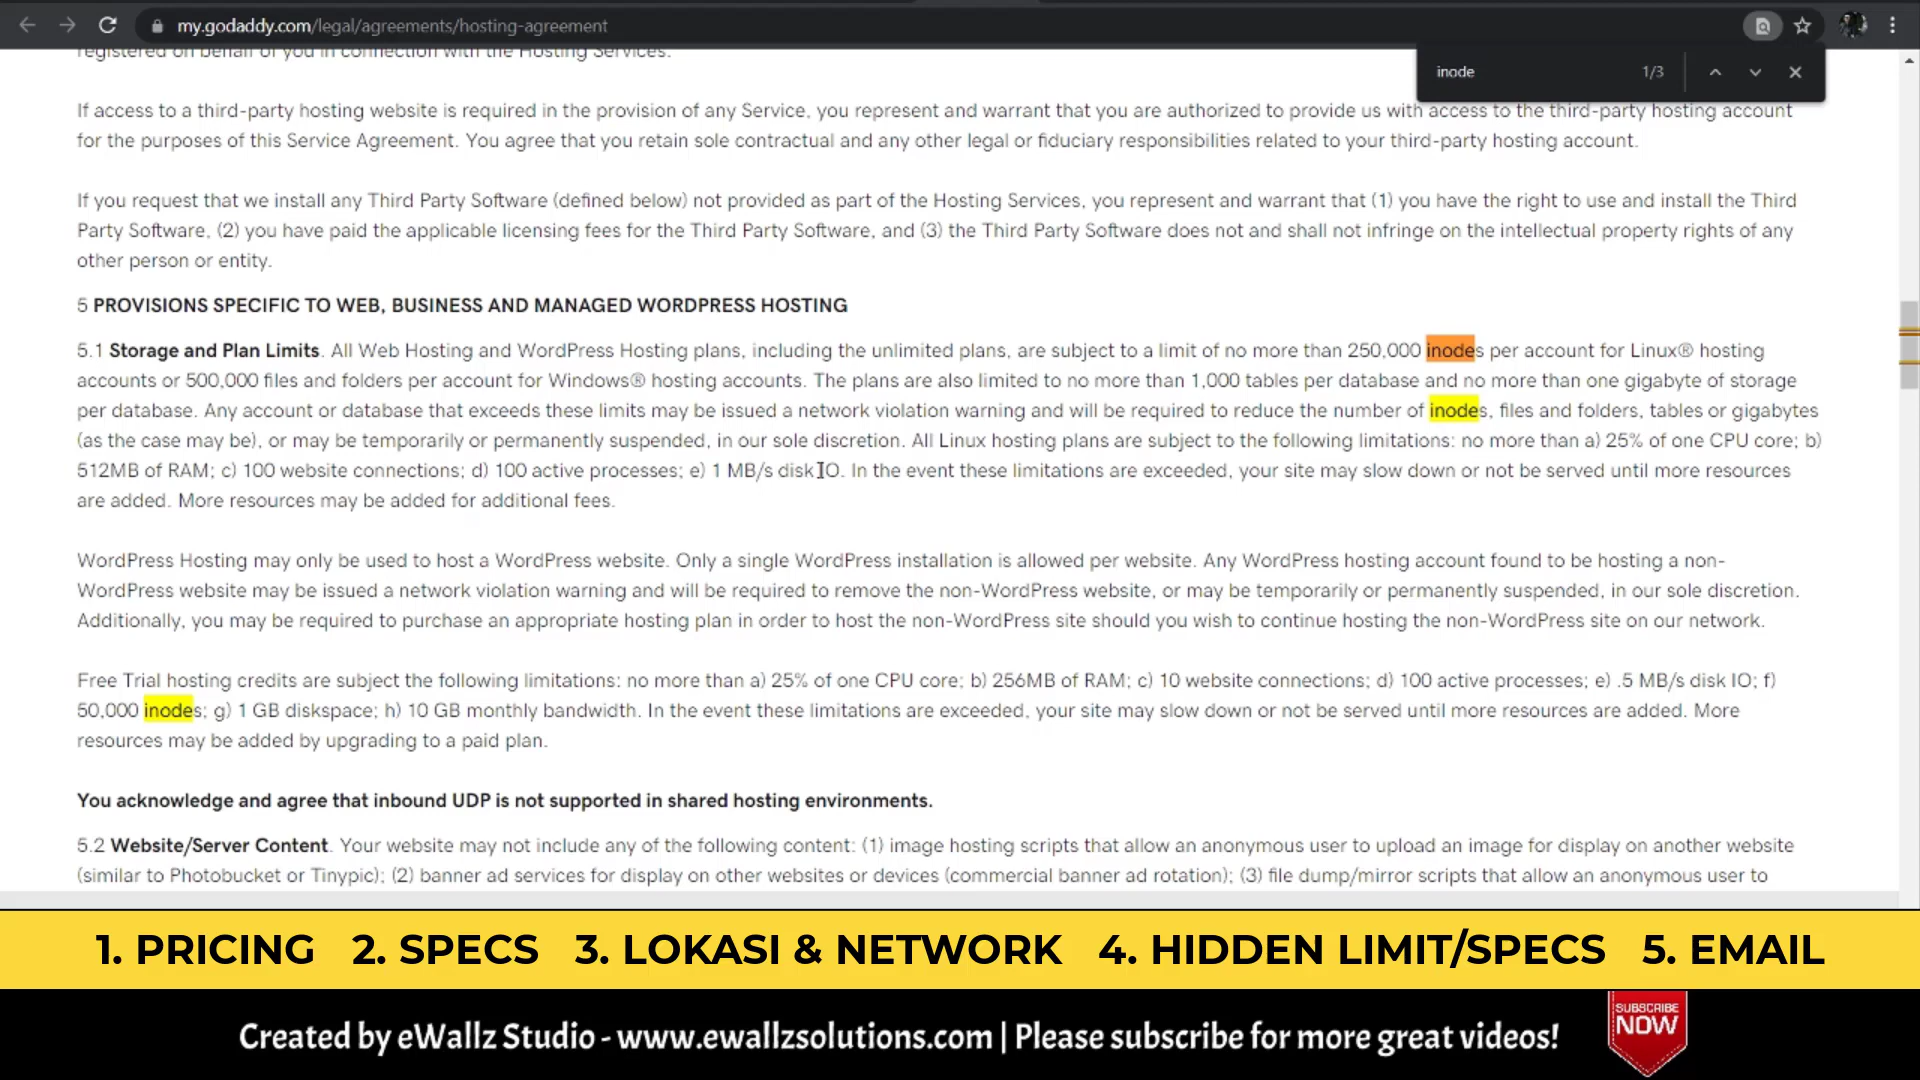 my.godaddy.com/legal/agreements/hosting-agreement
inode 1/3
registered on behalf of you in connection with the Hosting Services.
If access to a third-party hosting website is required in the provision of any Service, you represent and warrant that you are authorized to provide us with access to the third-party hosting account
for the purposes of this Service Agreement. You agree that you retain sole contractual and any other legal or fiduciary responsibilities related to your third-party hosting account.
If you request that we install any Third Party Software (defined below) not provided as part of the Hosting Services, you represent and warrant that (1) you have the right to use and install the Third
Party Software, (2) you have paid the applicable licensing fees for the Third Party Software, and (3) the Third Party Software does not and shall not infringe on the intellectual property rights of any
other person or entity.
5 PROVISIONS SPECIFIC TO WEB, BUSINESS AND MANAGED WORDPRESS HOSTING
5.1 Storage and Plan Limits. All Web Hosting and WordPress Hosting plans, including the unlimited plans, are subject to a limit of no more than 250,000 inodes per account for Linux® hosting
accounts or 500,000 files and folders per account for Windows® hosting accounts. The plans are also limited to no more than 1,000 tables per database and no more than one gigabyte of storage
per database. Any account or database that exceeds these limits may be issued a network violation warning and will be required to reduce the number of inodes, files and folders, tables or gigabytes
(as the case may be), or may be temporarily or permanently suspended, in our sole discretion. All Linux hosting plans are subject to the following limitations: no more than a) 25% of one CPU core; b)
512MB of RAM; c) 100 website connections; d) 100 active processes; e) 1 MB/s disk IO. In the event these limitations are exceeded, your site may slow down or not be served until more resources
are added. More resources may be added for additional fees.
WordPress Hosting may only be used to host a WordPress website. Only a single WordPress installation is allowed per website. Any WordPress hosting account found to be hosting a non-
WordPress website may be issued a network violation warning and will be required to remove the non-WordPress website, or may be temporarily or permanently suspended, in our sole discretion.
Additionally, you may be required to purchase an appropriate hosting plan in order to host the non-WordPress site should you wish to continue hosting the non-WordPress site on our network.
Free Trial hosting credits are subject the following limitations: no more than a) 25% of one CPU core; b) 256MB of RAM; c) 10 website connections; d) 100 active processes; e) .5 MB/s disk IO; f)
50,000 inodes; g) 1 GB diskspace; h) 10 GB monthly bandwidth. In the event these limitations are exceeded, your site may slow down or not be served until more resources are added. More
resources may be added by upgrading to a paid plan.
You acknowledge and agree that inbound UDP is not supported in shared hosting environments.
5.2 Website/Server Content. Your website may not include any of the following content: (1) image hosting scripts that allow an anonymous user to upload an image for display on another website
(similar to Photobucket or Tinypic); (2) banner ad services for display on other websites or devices (commercial banner ad rotation); (3) file dump/mirror scripts that allow an anonymous user to
1. PRICING 2. SPECS 3. LOKASI & NETWORK 4. HIDDEN LIMIT/SPECS 5. EMAIL
Created by eWallz Studio - www.ewallzsolutions.com | Please subscribe for more great videos!
SUBSCRIBE
NOW